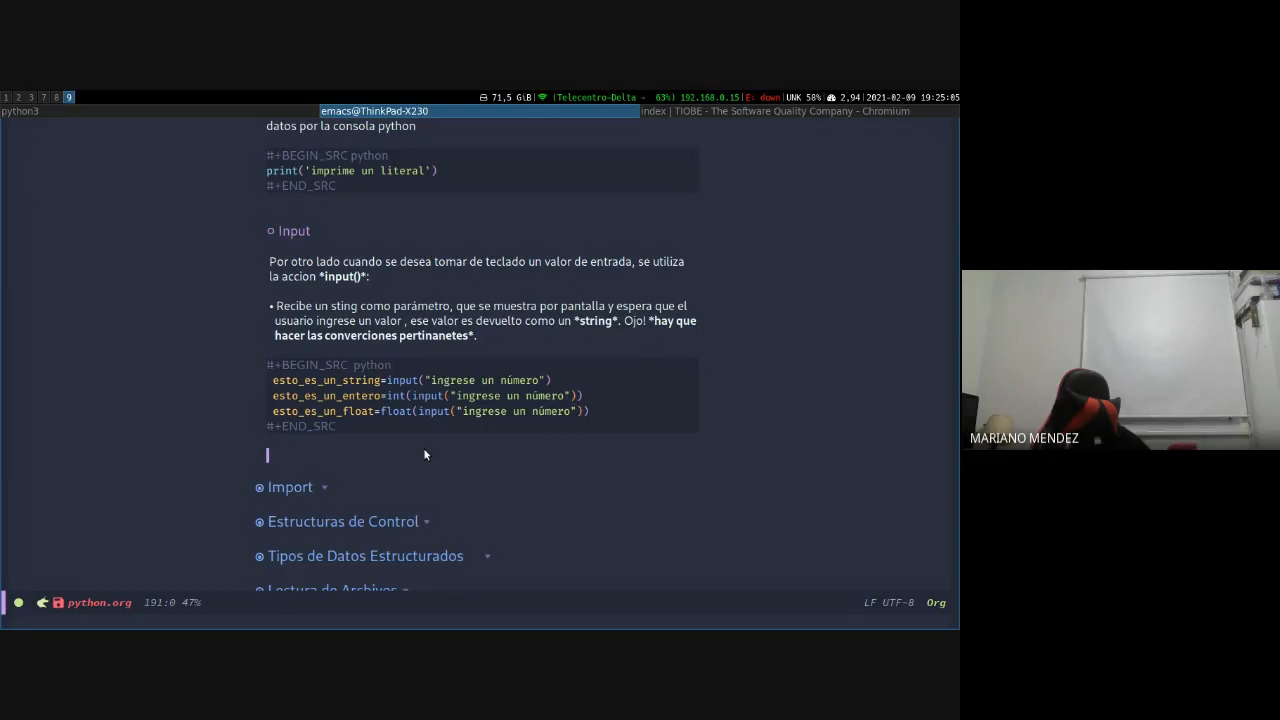 1 2 3 7 8 9
71,5 GiB | (Telecentro-Delta - 63%) 192.168.0.15 | E: down | UNK 58% | 2,94 | 2021-02-09 19:25:05
python3
emacs@ThinkPad-X230
index | TIOBE - The Software Quality Company - Chromium
datos por la consola python
#+BEGIN_SRC python
print('imprime un literal')
#+END_SRC
Input
Por otro lado cuando se desea tomar de teclado un valor de entrada, se utiliza
la accion *input()*:
• Recibe un sting como parámetro, que se muestra por pantalla y espera que el
usuario ingrese un valor , ese valor es devuelto como un *string*. Ojo! *hay que
hacer las converciones pertinanetes*.
#+BEGIN_SRC python
esto_es_un_string=input("ingrese un número")
esto_es_un_entero=int(input("ingrese un número"))
esto_es_un_float=float(input("ingrese un número"))
#+END_SRC
Import
Estructuras de Control
Tipos de Datos Estructurados
Lectura de Archivos
python.org 191:0 47%
LF UTF-8 Org
MARIANO MENDEZ